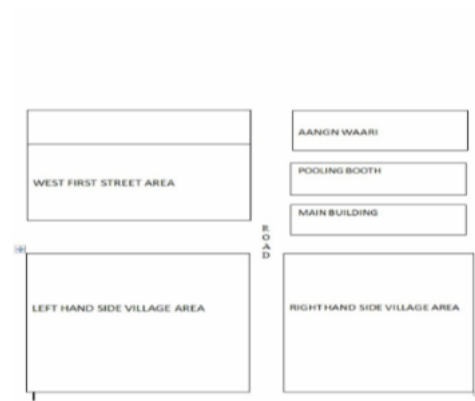 AANGN WAARI
POOLING BOOTH
WEST FIRST STREET AREA
MAIN BUILDING
ROAD
LEFT HAND SIDE VILLAGE AREA
RIGHT HAND SIDE VILLAGE AREA